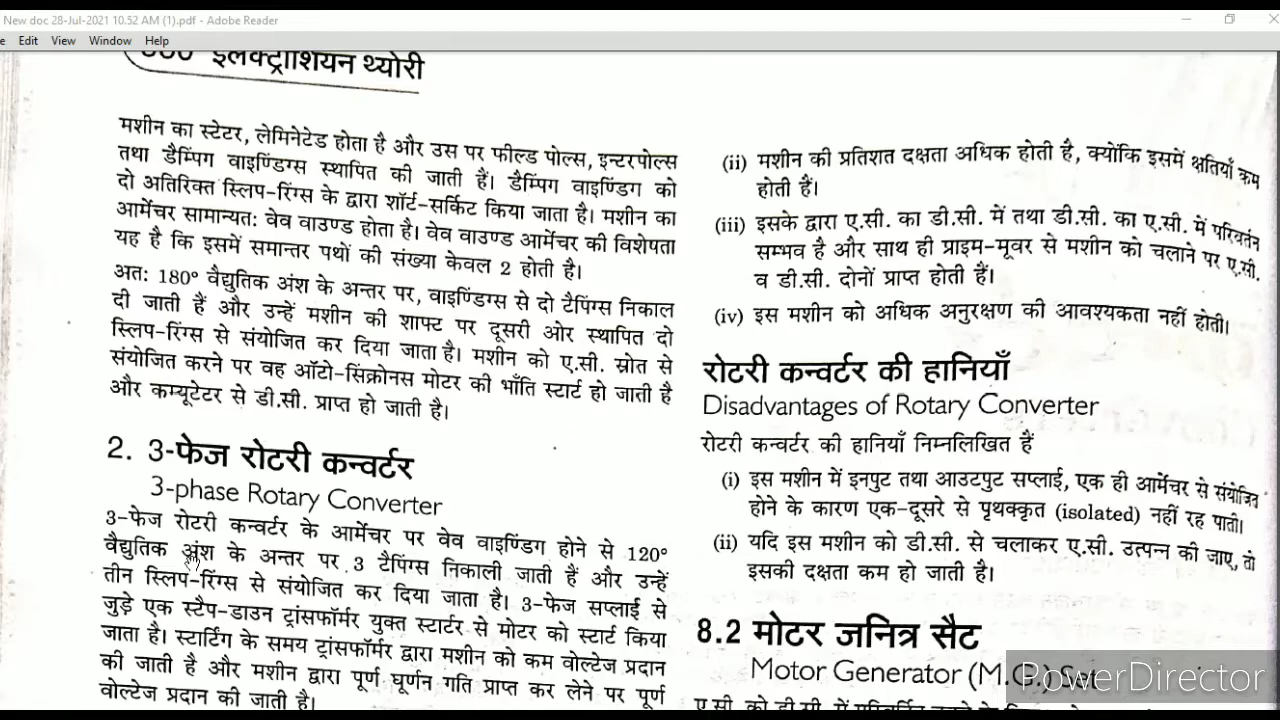 New doc 28-Jul-2021 10.52 AM (1).pdf - Adobe Reader
Edit View Window Help
इलेक्ट्रीशियन थ्योरी
मशीन का स्टेटर, लेमिनेटेड होता है और उस पर फील्ड पोल्स, इन्टरपोल्स
तथा डैम्पिंग वाइण्डिंग्स स्थापित की जाती हैं। डैम्पिंग वाइण्डिंग को
दो अतिरिक्त स्लिप-रिंग्स के द्वारा शॉर्ट-सर्किट किया जाता है। मशीन का
आर्मेचर सामान्यत: वेव वाउण्ड होता है। वेव वाउण्ड आर्मेचर की विशेषता
यह है कि इसमें समान्तर पथों की संख्या केवल 2 होती है।
अत: 180° वैद्युतिक अंश के अन्तर पर, वाइण्डिंग्स से दो टैपिंग्स निकाल
दी जाती हैं और उन्हें मशीन की शाफ्ट पर दूसरी ओर स्थापित दो
स्लिप-रिंग्स से संयोजित कर दिया जाता है। मशीन को ए.सी. स्रोत से
संयोजित करने पर वह ऑटो-सिंक्रोनस मोटर की भाँति स्टार्ट हो जाती है
और कम्यूटेटर से डी.सी. प्राप्त हो जाती है।
2. 3-फेज रोटरी कन्वर्टर
3-phase Rotary Converter
3-फेज रोटरी कन्वर्टर के आर्मेचर पर वेव वाइण्डिंग होने से 120°
वैद्युतिक अंश के अन्तर पर 3 टैपिंग्स निकाली जाती हैं और उन्हें
तीन स्लिप-रिंग्स से संयोजित कर दिया जाता है। 3-फेज सप्लाई से
जुड़े एक स्टैप-डाउन ट्रांसफॉर्मर युक्त स्टार्टर से मोटर को स्टार्ट किया
जाता है। स्टार्टिंग के समय ट्रांसफॉर्मर द्वारा मशीन को कम वोल्टेज प्रदान
की जाती है और मशीन द्वारा पूर्ण घूर्णन गति प्राप्त कर लेने पर पूर्ण
वोल्टेज प्रदान की जाती है।
(ii) मशीन की प्रतिशत दक्षता अधिक होती है, क्योंकि इसमें क्षतियाँ कम
होती हैं।
(iii) इसके द्वारा ए.सी. का डी.सी. में तथा डी.सी. का ए.सी. में परिवर्तन
सम्भव है और साथ ही प्राइम-मूवर से मशीन को चलाने पर ए.सी.
व डी.सी. दोनों प्राप्त होती हैं।
(iv) इस मशीन को अधिक अनुरक्षण की आवश्यकता नहीं होती।
रोटरी कन्वर्टर की हानियाँ
Disadvantages of Rotary Converter
रोटरी कन्वर्टर की हानियाँ निम्नलिखित हैं
(i) इस मशीन में इनपुट तथा आउटपुट सप्लाई, एक ही आर्मेचर से संयोजित
होने के कारण एक-दूसरे से पृथक्कृत (isolated) नहीं रह पाती।
(ii) यदि इस मशीन को डी.सी. से चलाकर ए.सी. उत्पन्न की जाए, तो
इसकी दक्षता कम हो जाती है।
8.2 मोटर जनित्र सैट
Motor Generator (M.G.) Set
ए.सी. को डी.सी. में परिवर्तित करने के लिए
PowerDirector